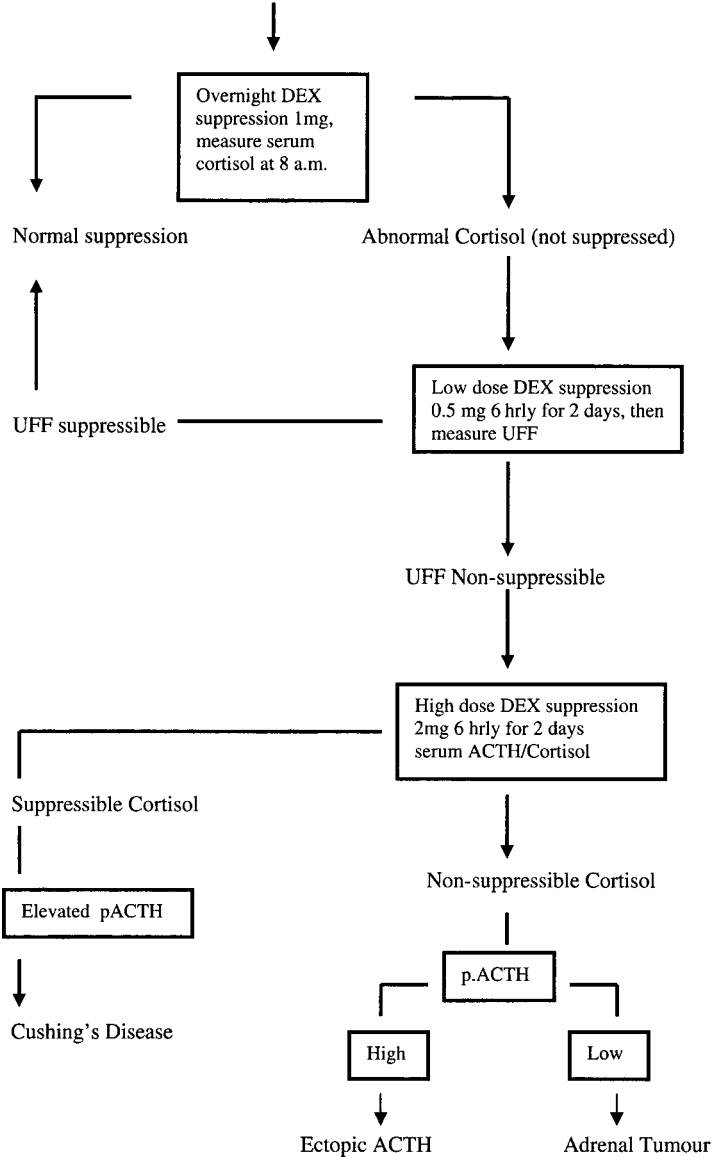 Overnight DEX
suppression 1mg,
measure serum
cortisol at 8 a.m.
Normal suppression
Abnormal Cortisol (not suppressed)
Low dose DEX suppression
0.5 mg 6 hrly for 2 days, then
measure UFF
UFF suppressible
UFF Non-suppressible
High dose DEX suppression
2mg 6 hrly for 2 days
serum ACTH/Cortisol
Suppressible Cortisol
Non-suppressible Cortisol
Elevated pACTH
p.ACTH
Cushing's Disease
High
Low
Ectopic ACTH
Adrenal Tumour